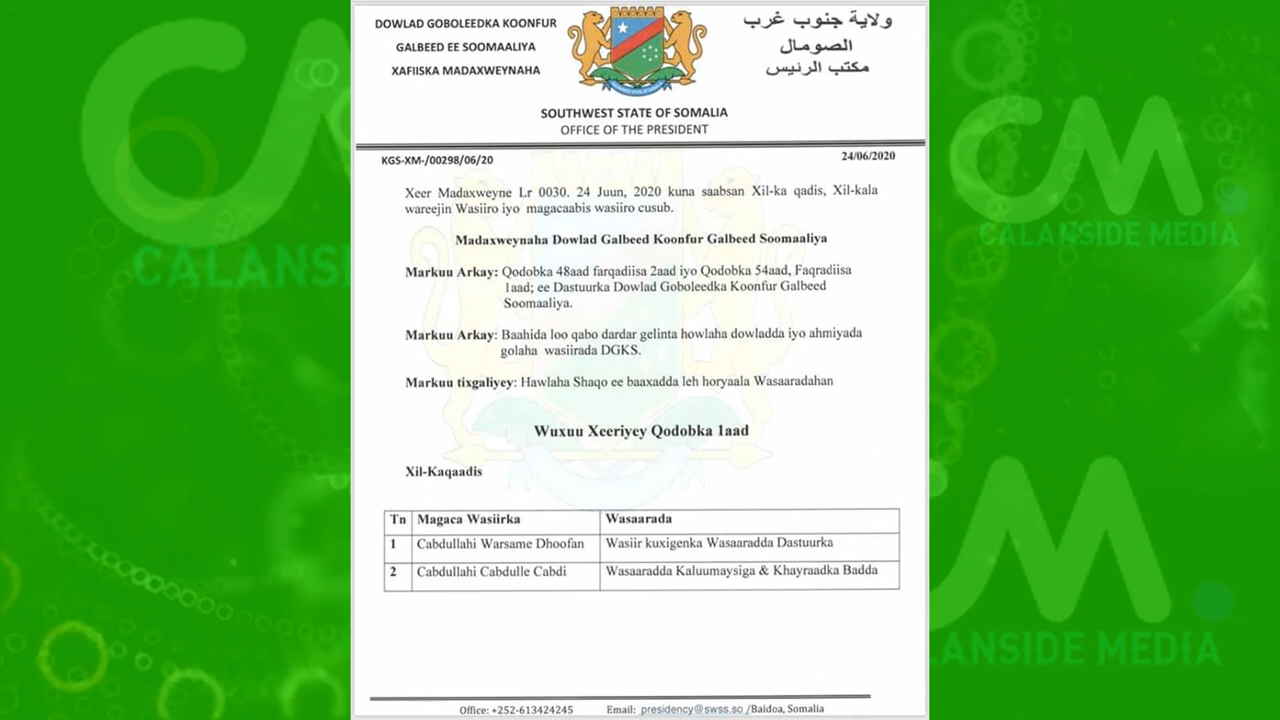 DOWLAD GOBOLEEDKA KOONFUR
GALBEED EE SOOMAALIYA
XAFIISKA MADAXWEYNAHA
ولاية جنوب غرب
الصومال
مكتب الرئيس
SOUTHWEST STATE OF SOMALIA
OFFICE OF THE PRESIDENT
KGS-XM-/00298/06/20
24/06/2020
Xeer Madaxweyne Lr 0030. 24 Juun, 2020 kuna saabsan Xil-ka qadis, Xil-kala
wareejin Wasiiro iyo magacaabis wasiiro cusub.
Madaxweynaha Dowlad Galbeed Koonfur Galbeed Soomaaliya
Markuu Arkay: Qodobka 48aad farqadiisa 2aad iyo Qodobka 54aad, Faqradiisa
1aad; ee Dastuurka Dowlad Goboleedka Koonfur Galbeed
Soomaaliya.
Markuu Arkay: Baahida loo qabo dardar gelinta howlaha dowladda iyo ahmiyada
golaha wasiirada DGKS.
Markuu tixgaliyey: Hawlaha Shaqo ee baaxadda leh horyaala Wasaaradahan
Wuxuu Xeeriyey Qodobka 1aad
Xil-Kaqaadis
Tn Magaca Wasiirka Wasaarada
1 Cabdullahi Warsame Dhoofan Wasiir kuxigenka Wasaaradda Dastuurka
2 Cabdullahi Cabdulle Cabdi Wasaaradda Kaluumaysiga & Khayraadka Badda
Office: +252-613424245 Email: presidency@swss.so /Baidoa, Somalia
CALANS
CM
CALANSIDE MEDIA
M
ALANSIDE MEDIA